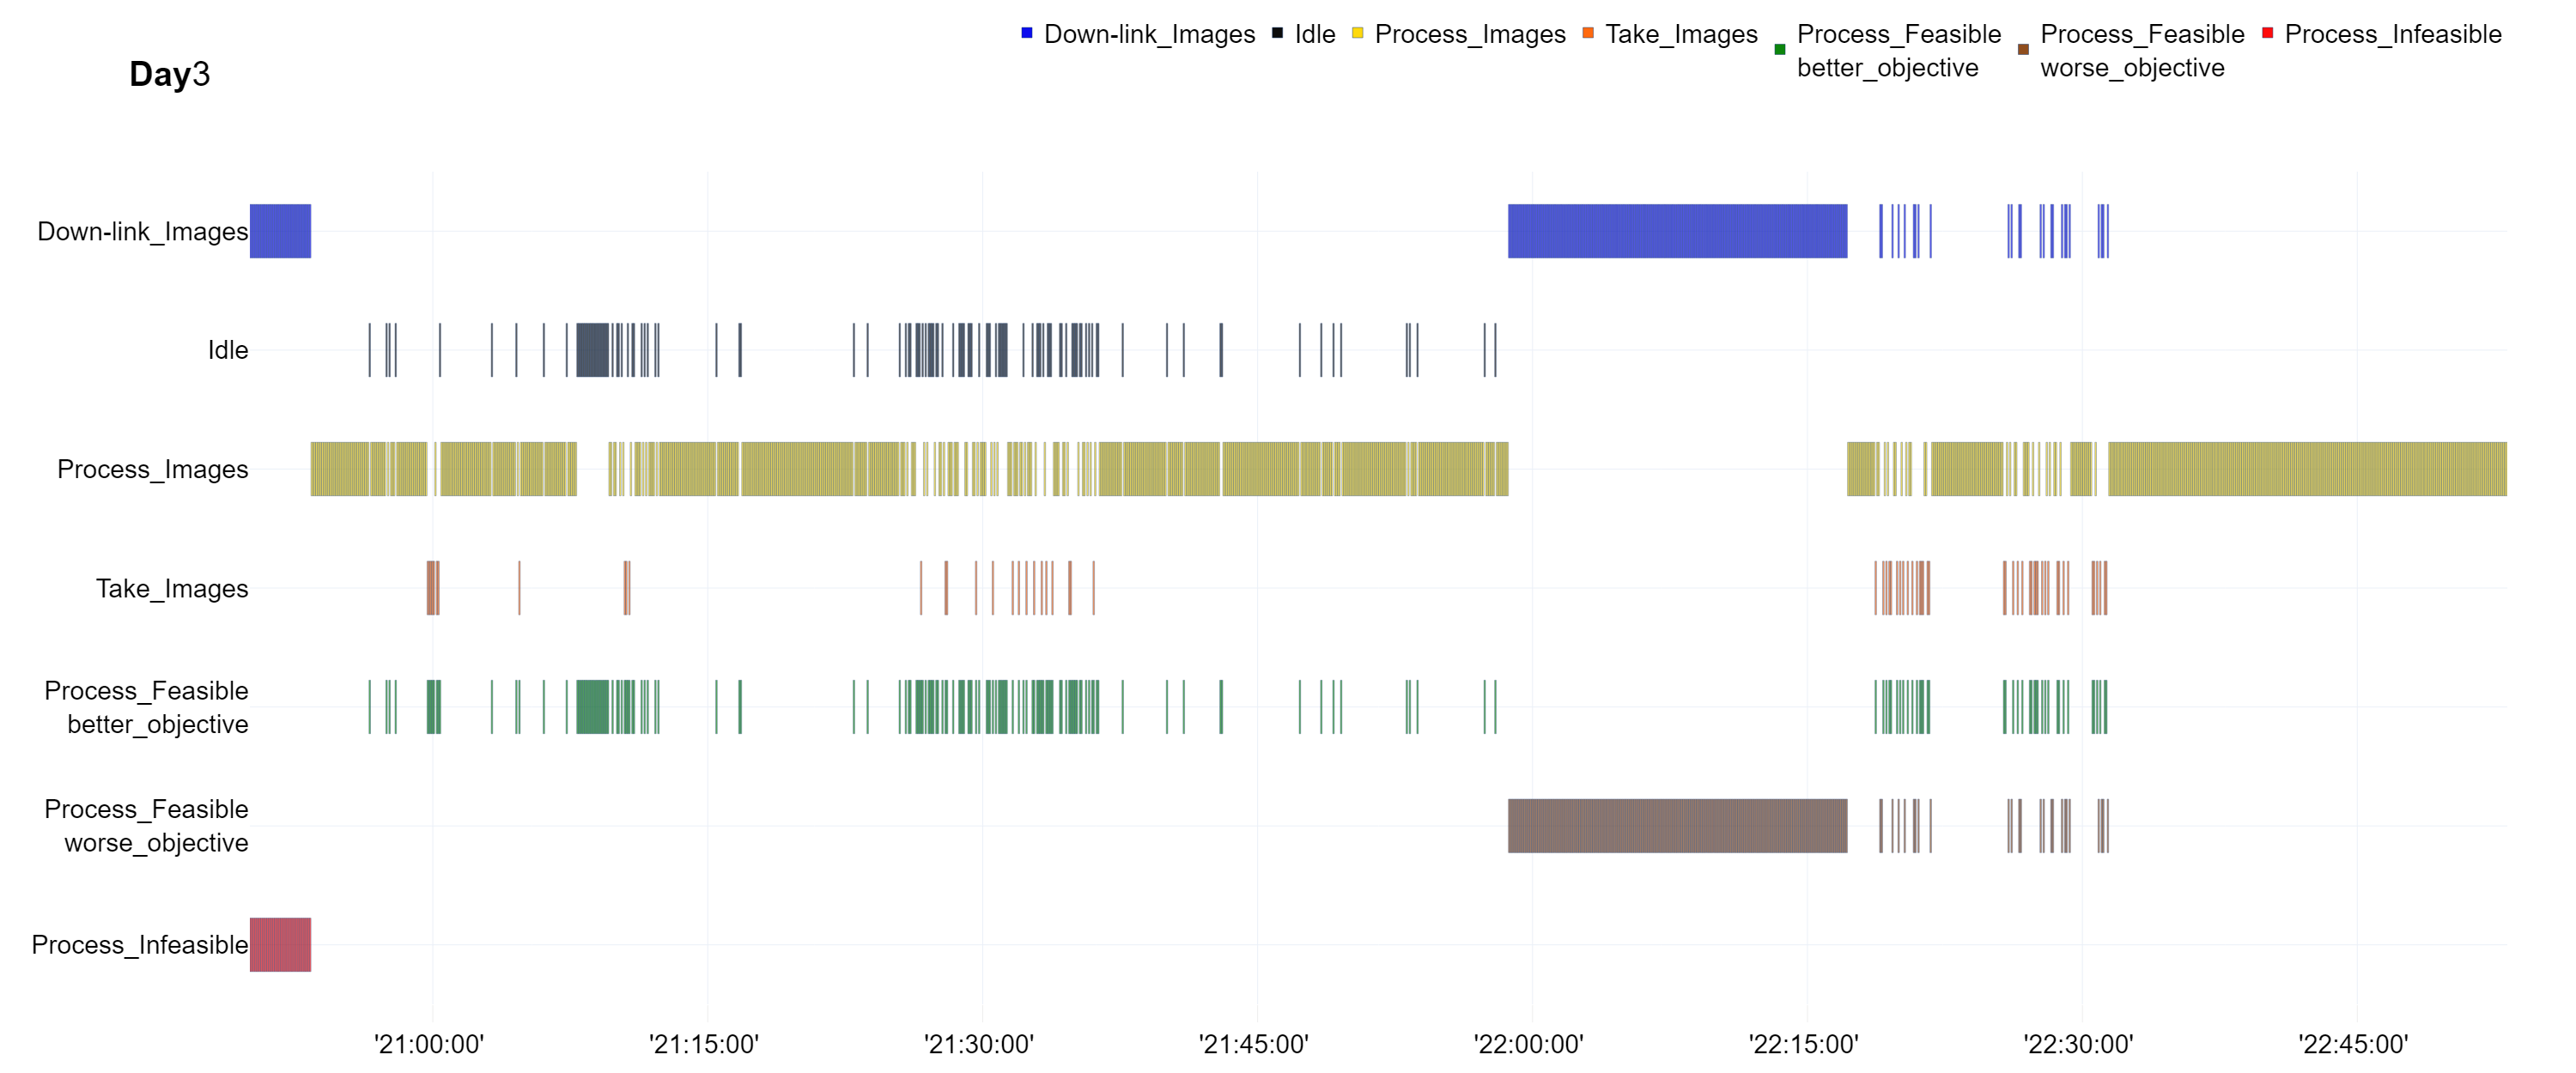 Down-link_Images Idle Process_Images Take_Images Process_Feasible better_objective Process_Feasible worse_objective Process_Infeasible
Day3
Down-link_Images
Idle
Process_Images
Take_Images
Process_Feasible
better_objective
Process_Feasible
worse_objective
Process_Infeasible
'21:00:00' '21:15:00' '21:30:00' '21:45:00' '22:00:00' '22:15:00' '22:30:00' '22:45:00'